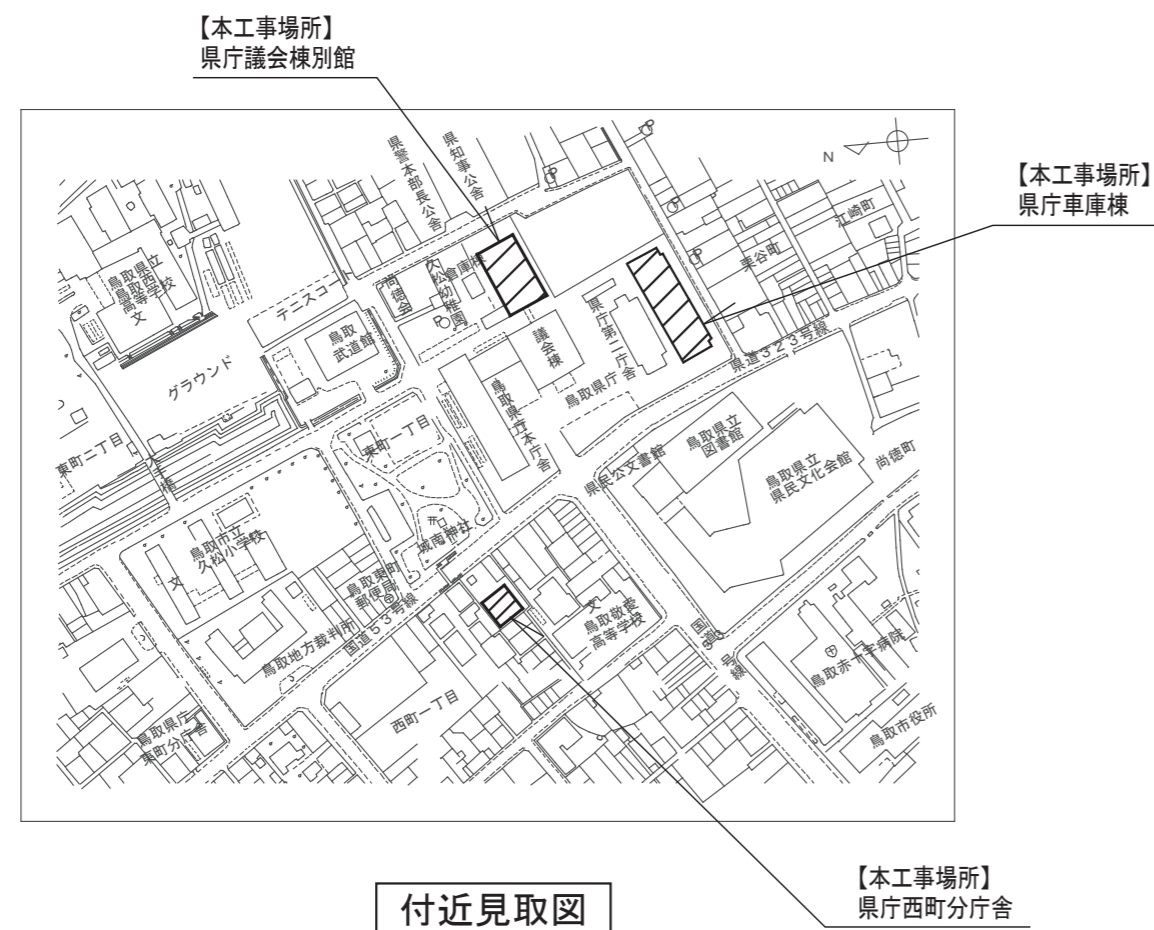 【本工事場所】
県庁議会棟別館
【本工事場所】
県庁車庫棟
N
県警本部長公舎
県知事公舎
江崎町
栗谷町
鳥取県立
鳥取西
高等学校
文
テニスコート
尚徳会
久松幼稚園
倉庫棟
鳥取
武道館
グラウンド
議会棟
県庁第二庁舎
鳥取県庁
県道323号線
鳥取県庁本庁舎
東町一丁目
東町二丁目
橋
県民公文書館
鳥取県立
図書館
鳥取県立
県民文化会館
尚徳町
城南神社
鳥取市立
久松小学校
文
鳥取東町
郵便局
鳥取地方裁判所
国道53号線
文
鳥取敬愛
高等学校
国道53号線
鳥取赤十字病院
鳥取市役所
西町一丁目
鳥取県庁
東町分庁舎
【本工事場所】
県庁西町分庁舎
付近見取図